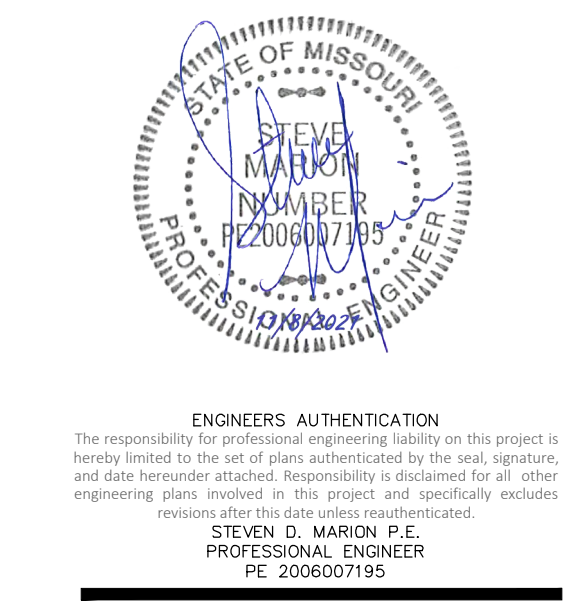 STATE OF MISSOURI
STEVE
MARION
NUMBER
PE2006007195
PROFESSIONAL ENGINEER
ENGINEERS AUTHENTICATION
The responsibility for professional engineering liability on this project is
hereby limited to the set of plans authenticated by the seal, signature,
and date hereunder attached. Responsibility is disclaimed for all other
engineering plans involved in this project and specifically excludes
revisions after this date unless reauthenticated.
STEVEN D. MARION P.E.
PROFESSIONAL ENGINEER
PE 2006007195